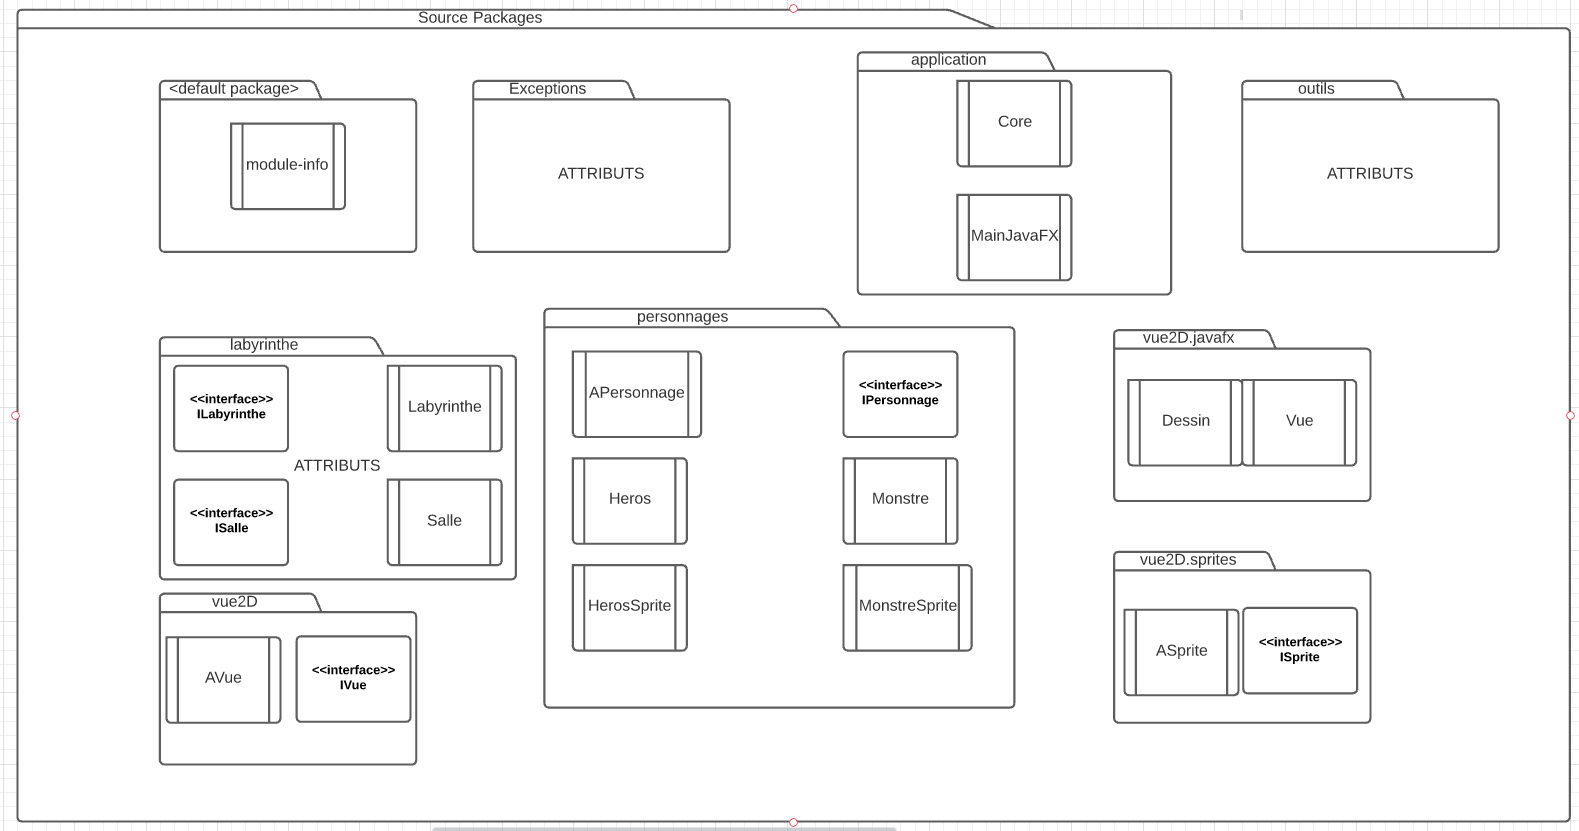 Source Packages
<default package>
module-info
Exceptions
ATTRIBUTS
application
Core
MainJavaFX
outils
ATTRIBUTS
labyrinthe
<<interface>>
ILabyrinthe
Labyrinthe
ATTRIBUTS
<<interface>>
ISalle
Salle
personnages
APersonnage
<<interface>>
IPersonnage
Heros
Monstre
HerosSprite
MonstreSprite
vue2D.javafx
Dessin
Vue
vue2D
AVue
<<interface>>
IVue
vue2D.sprites
ASprite
<<interface>>
ISprite